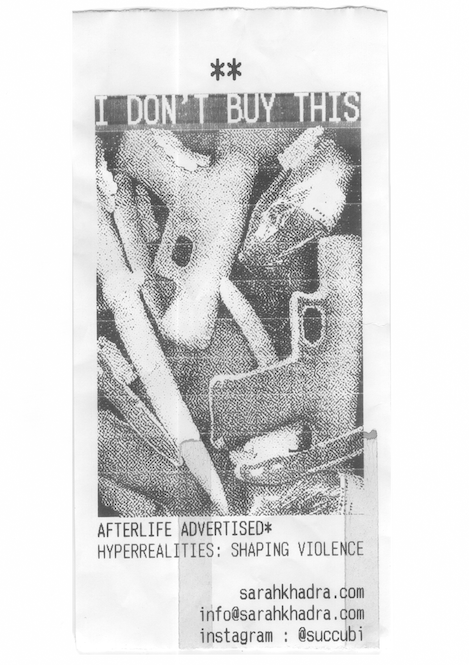 **
I DON'T BUY THIS
AFTERLIFE ADVERTISED*
HYPERREALITIES: SHAPING VIOLENCE
sarahkhadra.com
info@sarahkhadra.com
instagram : @succubi